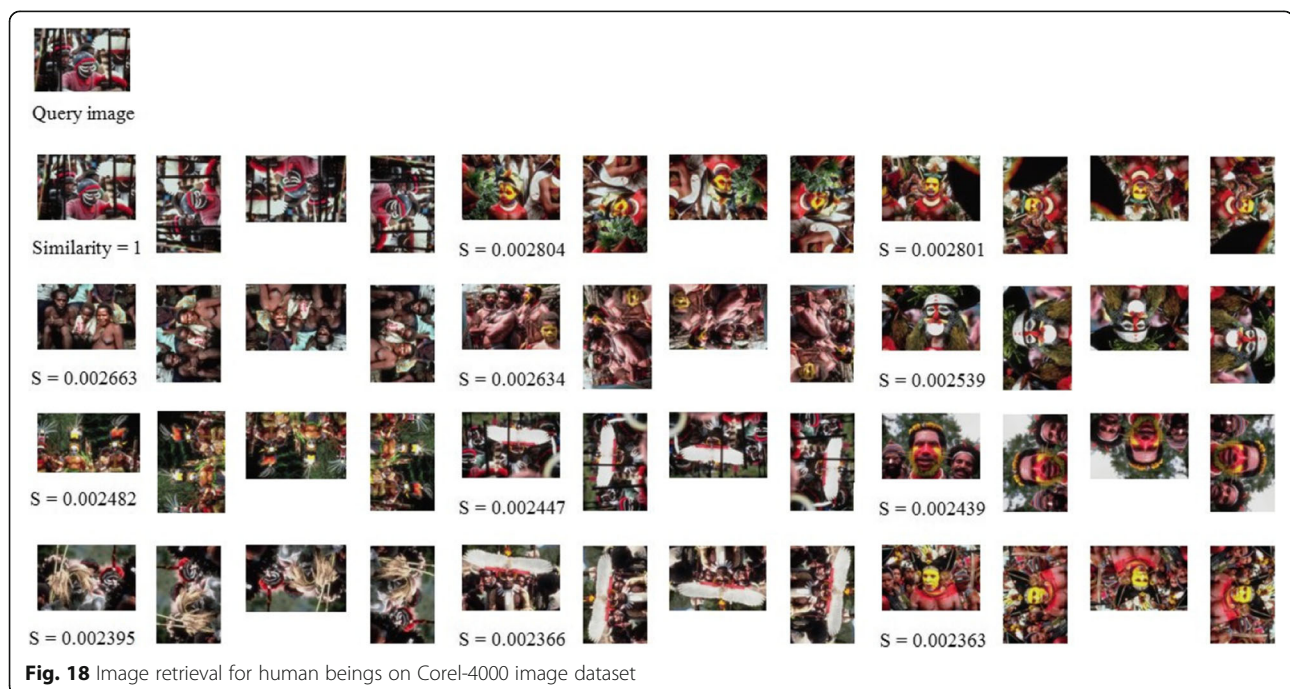 Query image
Similarity = 1
S = 0.002804
S = 0.002801
S = 0.002663
S = 0.002634
S = 0.002539
S = 0.002482
S = 0.002447
S = 0.002439
S = 0.002395
S = 0.002366
S = 0.002363
Fig. 18 Image retrieval for human beings on Corel-4000 image dataset